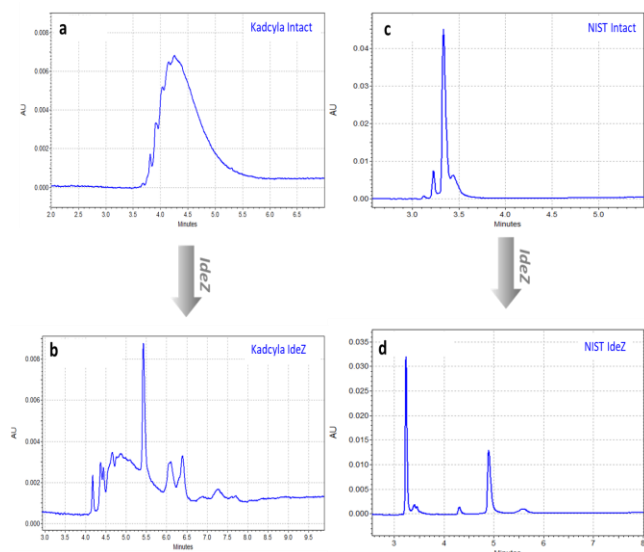 a
Kadcyla Intact
0.008
0.006
0.004
0.002
0.000
AU
2.0 2.5 3.0 3.5 4.0 4.5 5.0 5.5 6.0 6.5
Minutes
c
NIST Intact
0.04
0.03
0.02
0.01
0.00
AU
3.0 3.5 4.0 4.5 5.0
Minutes
IdeZ
IdeZ
b
Kadcyla IdeZ
0.008
0.006
0.004
0.002
0.000
AU
3.0 3.5 4.0 4.5 5.0 5.5 6.0 6.5 7.0 7.5 8.0 8.5 9.0 9.5
Minutes
d
NIST IdeZ
0.035
0.030
0.025
0.020
0.015
0.010
0.005
0.000
AU
3 4 5 6 7
Minutes